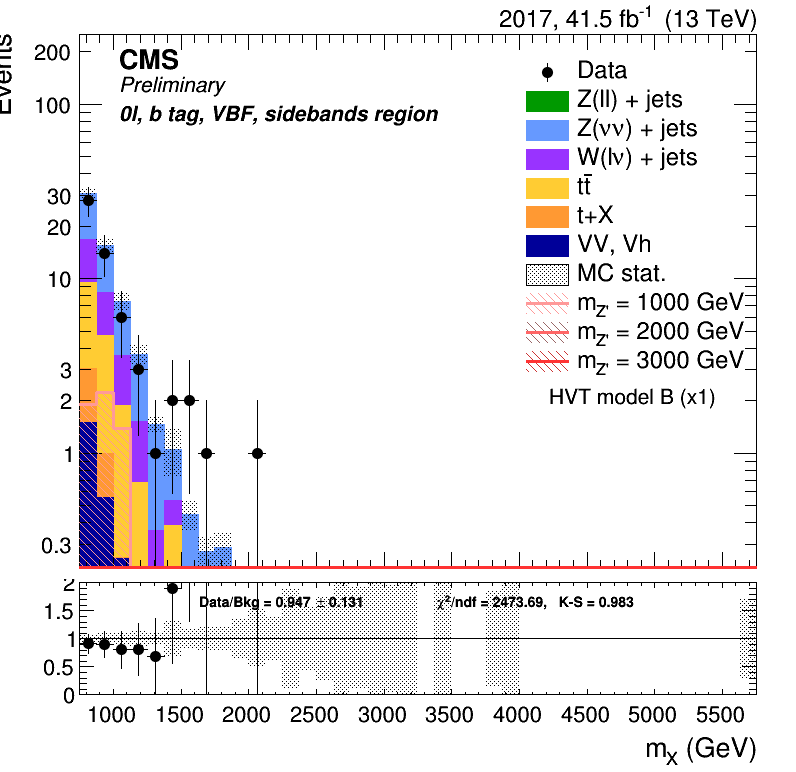 2017, 41.5 fb⁻¹ (13 TeV)
Events
CMS
Preliminary
0l, b tag, VBF, sidebands region
Data
Z(ll) + jets
Z(νν) + jets
W(lν) + jets
tt̄
t+X
VV, Vh
MC stat.
m_Z' = 1000 GeV
m_Z' = 2000 GeV
m_Z' = 3000 GeV
HVT model B (x1)
200
100
30
20
10
3
2
1
0.3
Data/Bkg = 0.947 ± 0.131 χ²/ndf = 2473.69, K-S = 0.983
2
1.5
1
0.5
0
1000 1500 2000 2500 3000 3500 4000 4500 5000 5500
m_X (GeV)